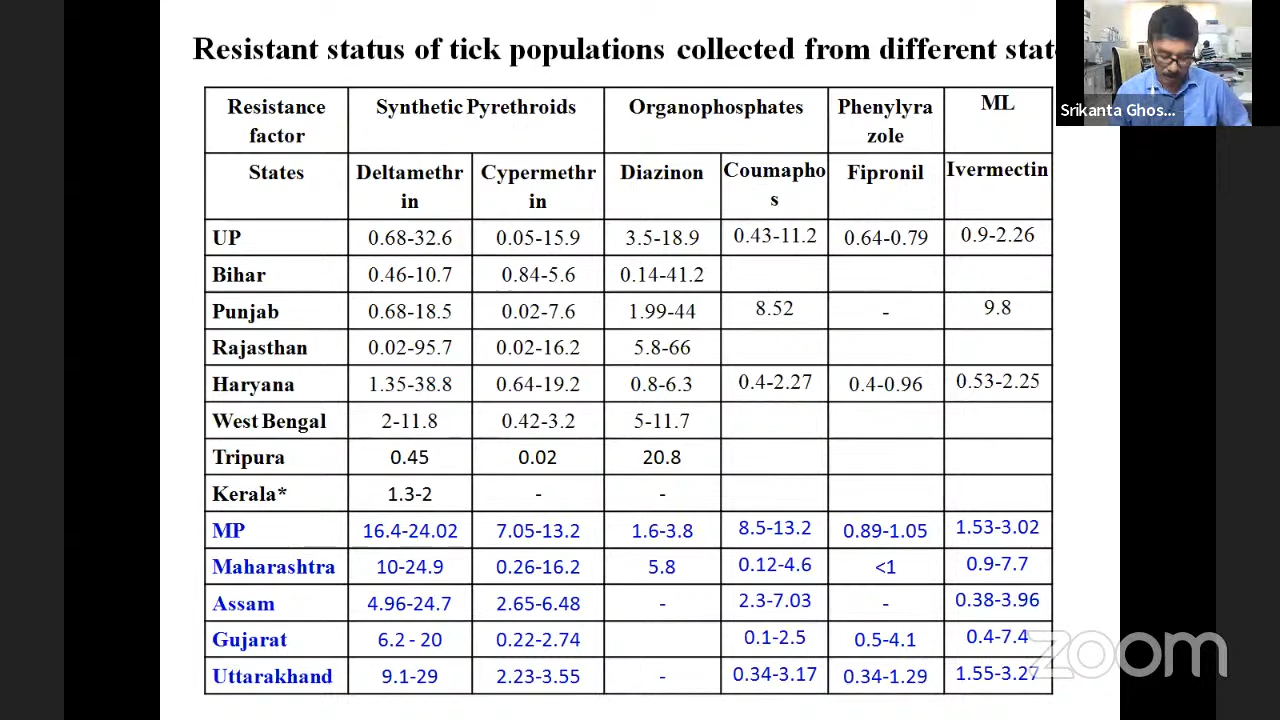 Resistant status of tick populations collected from different stat
Srikanta Ghos...
Resistance factor Synthetic Pyrethroids Organophosphates Phenylyra zole ML
States Deltamethr in Cypermethr in Diazinon Coumapho s Fipronil Ivermectin
UP 0.68-32.6 0.05-15.9 3.5-18.9 0.43-11.2 0.64-0.79 0.9-2.26
Bihar 0.46-10.7 0.84-5.6 0.14-41.2
Punjab 0.68-18.5 0.02-7.6 1.99-44 8.52 - 9.8
Rajasthan 0.02-95.7 0.02-16.2 5.8-66
Haryana 1.35-38.8 0.64-19.2 0.8-6.3 0.4-2.27 0.4-0.96 0.53-2.25
West Bengal 2-11.8 0.42-3.2 5-11.7
Tripura 0.45 0.02 20.8
Kerala* 1.3-2 - -
MP 16.4-24.02 7.05-13.2 1.6-3.8 8.5-13.2 0.89-1.05 1.53-3.02
Maharashtra 10-24.9 0.26-16.2 5.8 0.12-4.6 <1 0.9-7.7
Assam 4.96-24.7 2.65-6.48 - 2.3-7.03 - 0.38-3.96
Gujarat 6.2 - 20 0.22-2.74 0.1-2.5 0.5-4.1 0.4-7.4
Uttarakhand 9.1-29 2.23-3.55 - 0.34-3.17 0.34-1.29 1.55-3.27
zoom